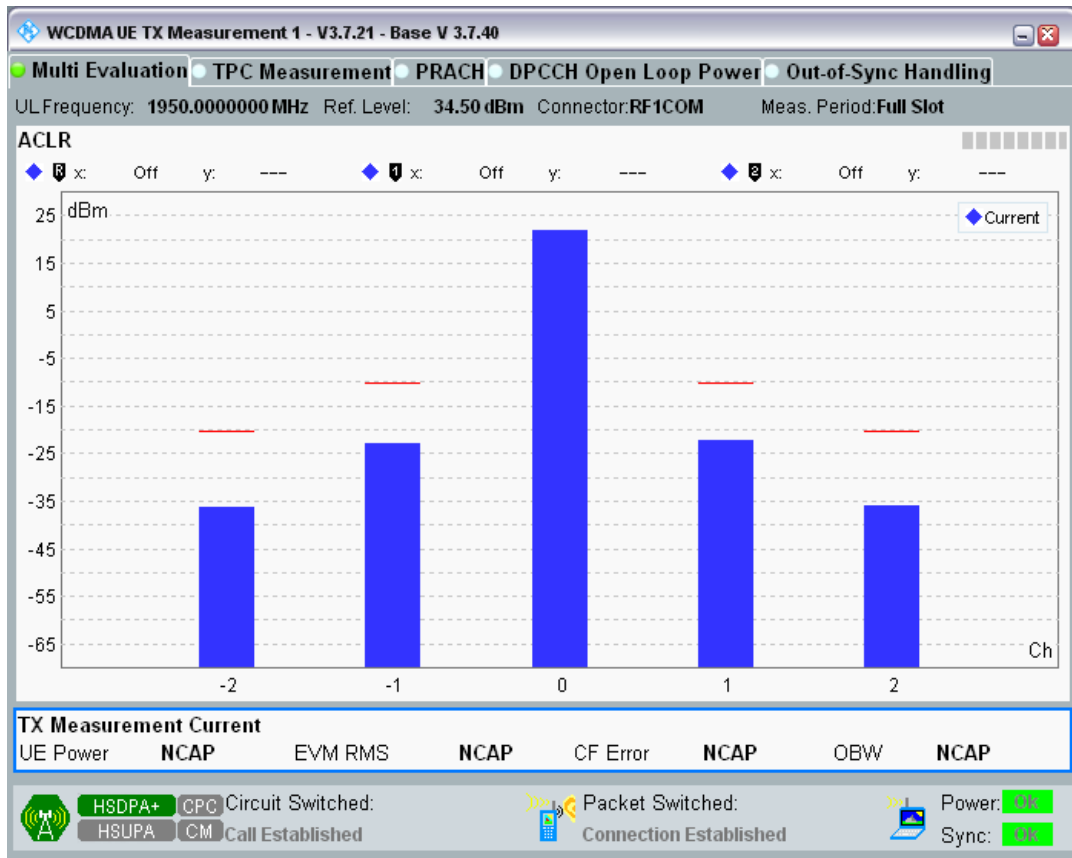 WCDMA UE TX Measurement 1 - V3.7.21 - Base V 3.7.40
Multi Evaluation TPC Measurement PRACH DPCCH Open Loop Power Out-of-Sync Handling
UL Frequency: 1950.0000000 MHz Ref. Level: 34.50 dBm Connector:RF1COM Meas. Period:Full Slot
ACLR
R x: Off y: --- 1 x: Off y: --- 2 x: Off y: ---
dBm
Current
25
15
5
-5
-15
-25
-35
-45
-55
-65
Ch
-2 -1 0 1 2
TX Measurement Current
UE Power NCAP EVM RMS NCAP CF Error NCAP OBW NCAP
HSDPA+ CPC Circuit Switched: Packet Switched: Power: Ok
HSUPA CM Call Established Connection Established Sync: Ok